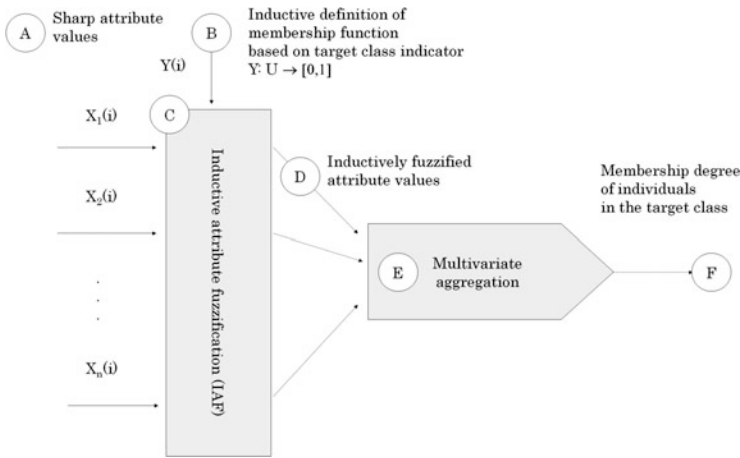 A
Sharp attribute
values
B
Inductive definition of
membership function
based on target class indicator
Y: U → [0,1]
Y(i)
C
X₁(i)
X₂(i)
.
.
.
Xₙ(i)
Inductive attribute fuzzification (IAF)
D
Inductively fuzzified
attribute values
E
Multivariate
aggregation
Membership degree
of individuals
in the target class
F